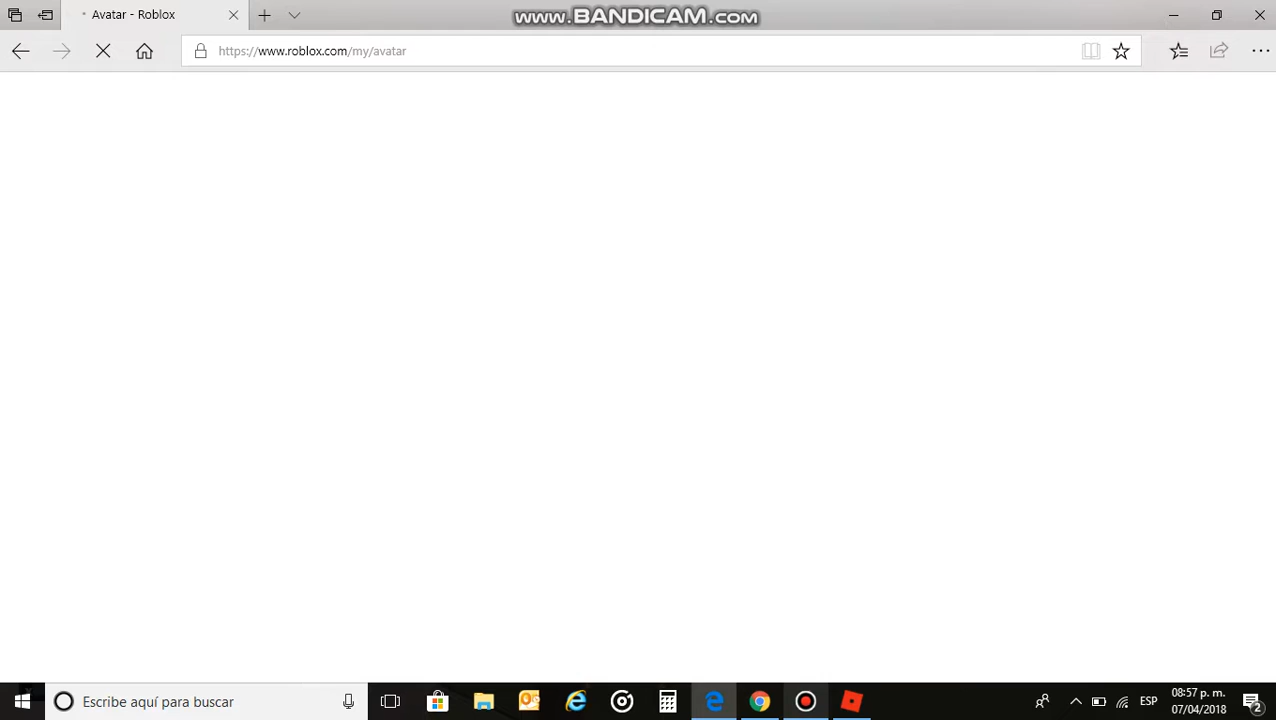 Avatar - Roblox
www.BANDICAM.com
https://www.roblox.com/my/avatar
Escribe aquí para buscar
ESP
08:57 p. m.
07/04/2018
2